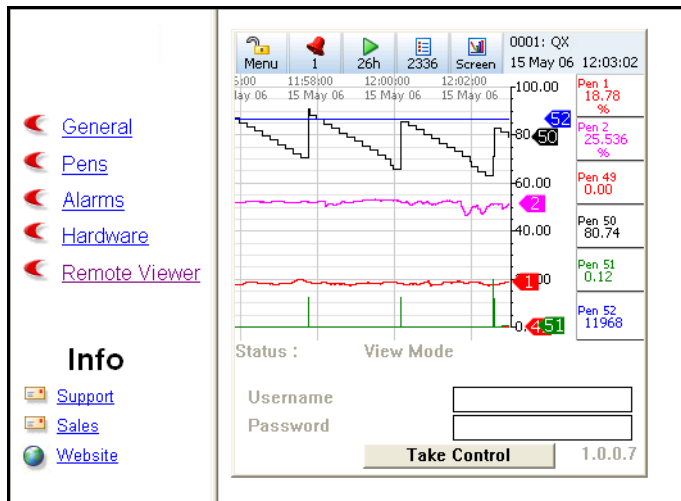 General
Pens
Alarms
Hardware
Remote Viewer
Info
Support
Sales
Website
Menu
1
26h
2336
Screen
0001: QX
15 May 06 12:03:02
11:58:00 12:00:00 12:02:00
15 May 06 15 May 06 15 May 06
100.00
80
60.00
40.00
52
50
2
1
51
Pen 1
18.78
%
Pen 2
25.536
%
Pen 49
0.00
Pen 50
80.74
Pen 51
0.12
Pen 52
11968
Status : View Mode
Username
Password
Take Control
1.0.0.7